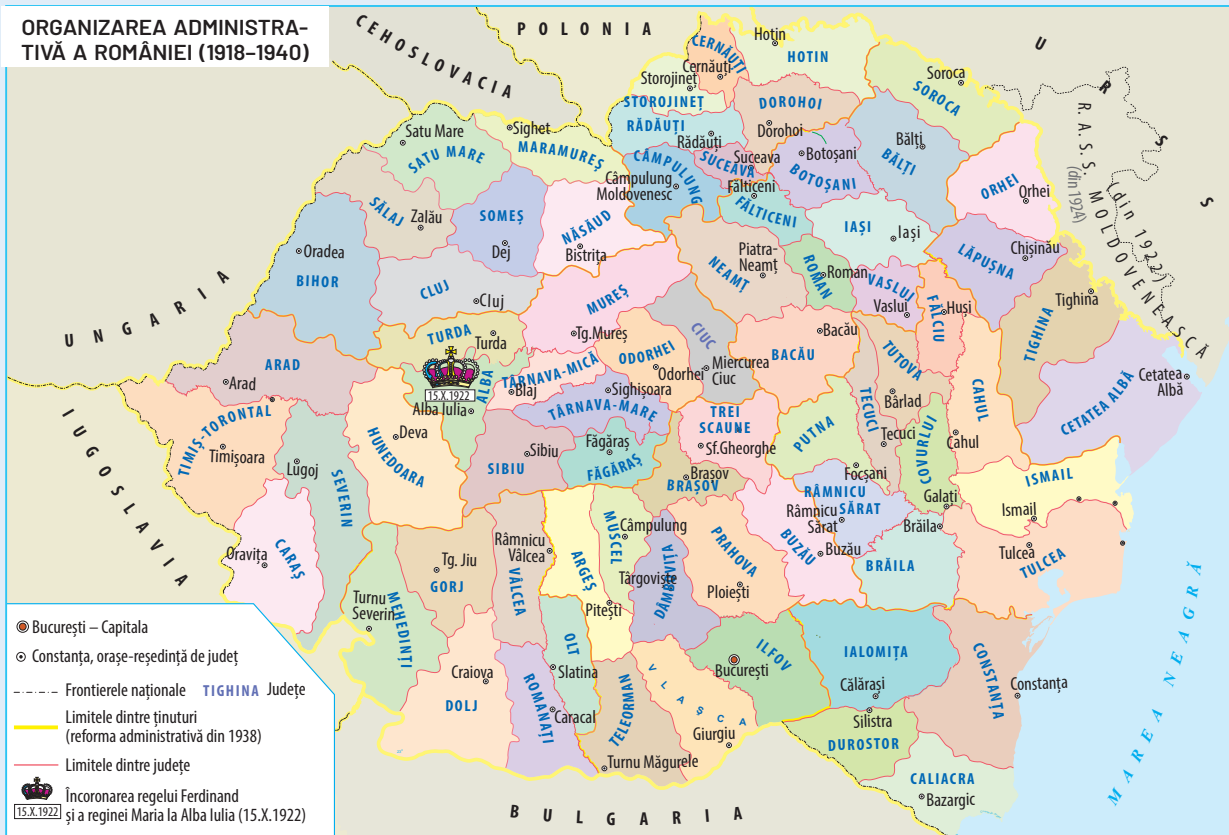 ORGANIZAREA ADMINISTRA-
TIVĂ A ROMÂNIEI (1918–1940)
CEHOSLOVACIA
POLONIA
U R S S
R. A. S. S. MOLDOVENEASCĂ
(din 1924)
(din 1922)
UNGARIA
IUGOSLAVIA
BULGARIA
MAREA NEAGRĂ
CERNĂUȚI
Cernăuți
Hotin
HOTIN
Storojineț
STOROJINEȚ
Soroca
SOROCA
DOROHOI
Dorohoi
RĂDĂUȚI
Rădăuți
Satu Mare
SATU MARE
Sighet
MARAMUREȘ
CÂMPULUNG
Câmpulung
Moldovenesc
SUCEAVA
Suceava
Botoșani
BOTOȘANI
Bălți
BĂLȚI
Fălticeni
FĂLTICENI
ORHEI
Orhei
SĂLAJ
Zalău
SOMEȘ
Dej
NĂSĂUD
Bistrița
IAȘI
Iași
Oradea
BIHOR
CLUJ
Cluj
Piatra-
Neamț
NEAMȚ
ROMAN
Roman
VASLUI
Vaslui
FĂLCIU
Huși
LĂPUȘNA
Chișinău
TIGHINA
Tighina
MUREȘ
Tg.Mureș
TURDA
Turda
CIUC
Miercurea
Ciuc
ODORHEI
Odorhei
BACĂU
Bacău
TUTOVA
Bârlad
CAHUL
Cahul
Cetatea
Albă
CETATEA ALBĂ
ARAD
Arad
15.X.1922
ALBA
Alba Iulia
TÂRNAVA-MICĂ
Blaj
Sighișoara
TÂRNAVA-MARE
TREI
SCAUNE
Sf.Gheorghe
PUTNA
Focșani
TECUCI
Tecuci
COVURLUI
Galați
TIMIȘ-TORONTAL
Timișoara
Lugoj
SEVERIN
HUNEDOARA
Deva
SIBIU
Sibiu
Făgăraș
FĂGĂRAȘ
Brașov
BRAȘOV
RÂMNICU
SĂRAT
Râmnicu
Sărat
ISMAIL
Ismail
Tulcea
TULCEA
Oravița
CARAȘ
Tg. Jiu
GORJ
Râmnicu
Vâlcea
VÂLCEA
ARGEȘ
Pitești
MUSCEL
Câmpulung
DÂMBOVIȚA
Târgoviște
PRAHOVA
Ploiești
BUZĂU
Buzău
Brăila
BRĂILA
Turnu
Severin
MEHEDINȚI
Craiova
DOLJ
ROMANAȚI
Caracal
OLT
Slatina
TELEORMAN
Turnu Măgurele
VLAȘCA
Giurgiu
ILFOV
București
IALOMIȚA
Călărași
CONSTANȚA
Constanța
Silistra
DUROSTOR
CALIACRA
Bazargic
București – Capitala
Constanța, orașe-reședință de județ
Frontierele naționale TIGHINA Județe
Limitele dintre ținuturi
(reforma administrativă din 1938)
Limitele dintre județe
Încoronarea regelui Ferdinand
15.X.1922 și a reginei Maria la Alba Iulia (15.X.1922)